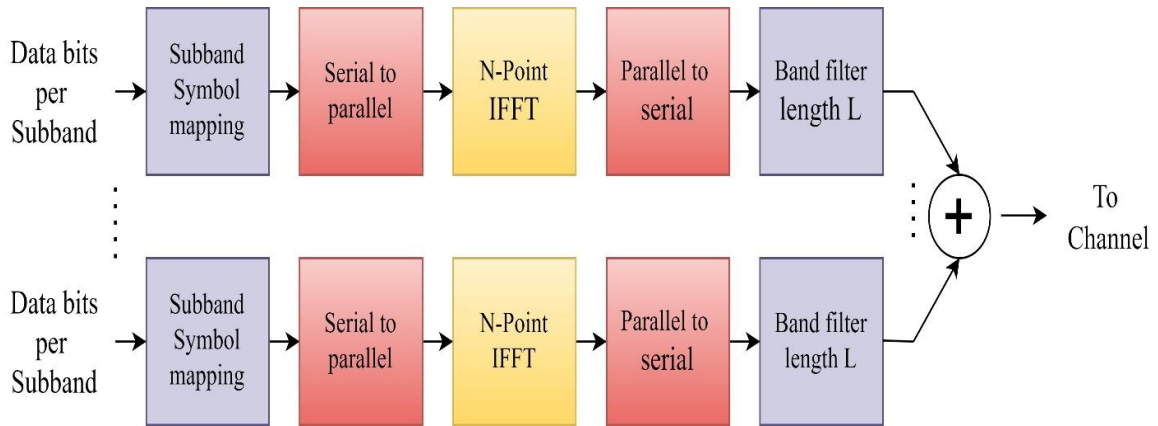 Data bits
per
Subband
Subband
Symbol
mapping
Serial to
parallel
N-Point
IFFT
Parallel to
serial
Band filter
length L
+
To
Channel
Data bits
per
Subband
Subband
Symbol
mapping
Serial to
parallel
N-Point
IFFT
Parallel to
serial
Band filter
length L